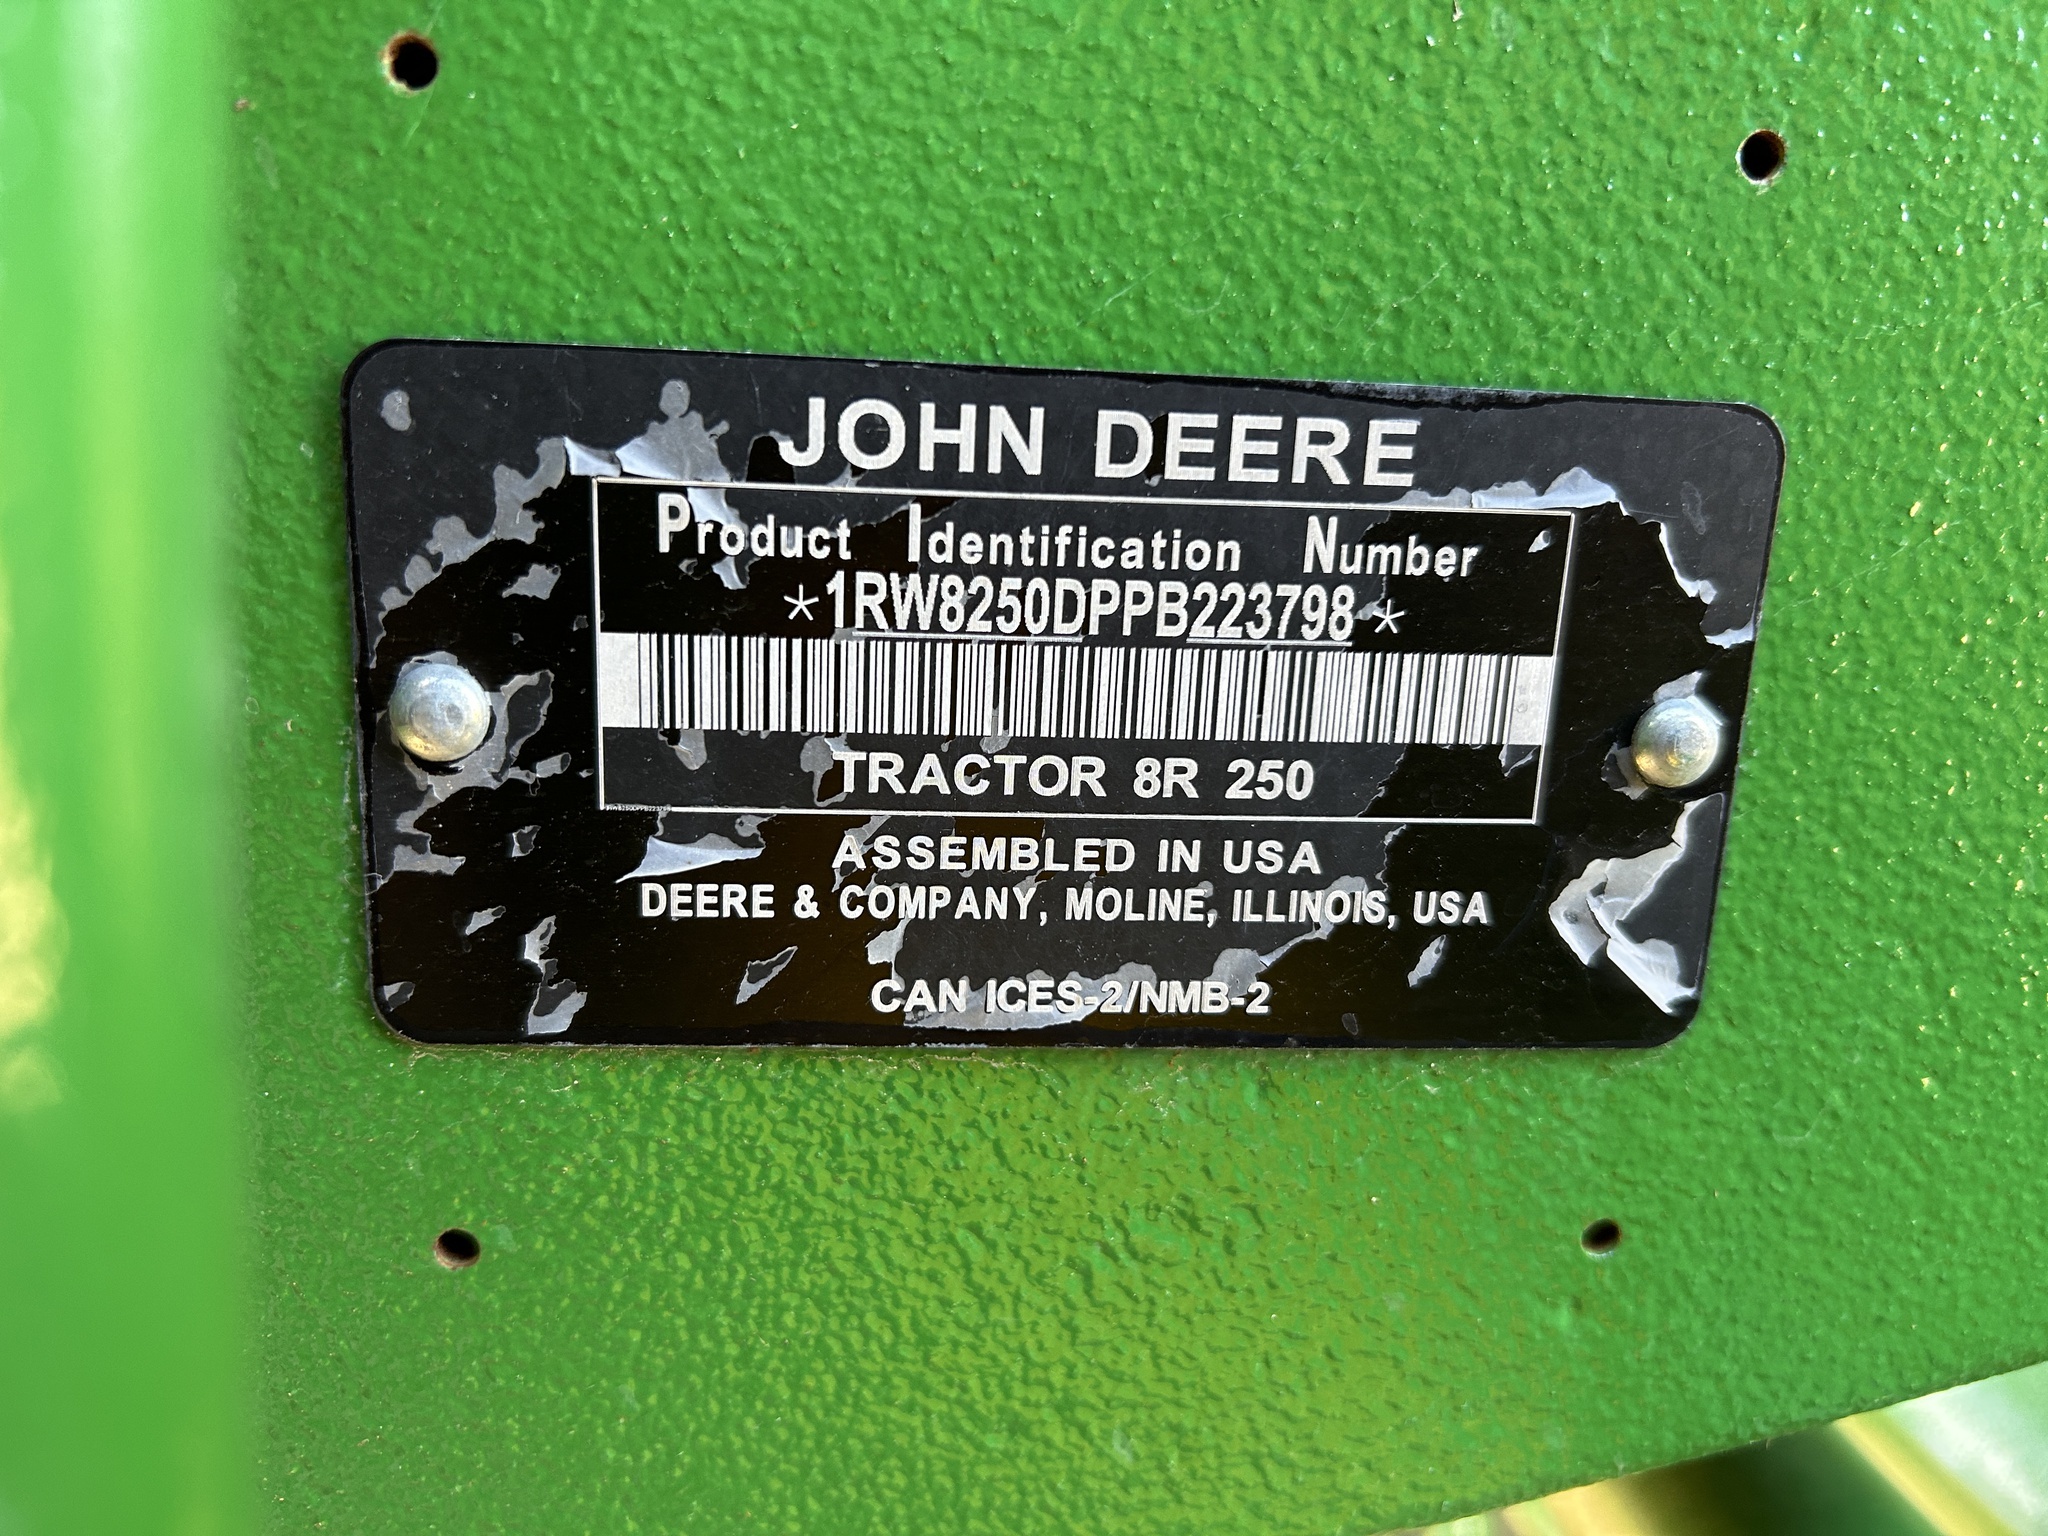 JOHN DEERE
Product Identification Number
*1RW8250DPPB223798*
TRACTOR 8R 250
ASSEMBLED IN USA
DEERE & COMPANY, MOLINE, ILLINOIS, USA
CAN ICES-2/NMB-2